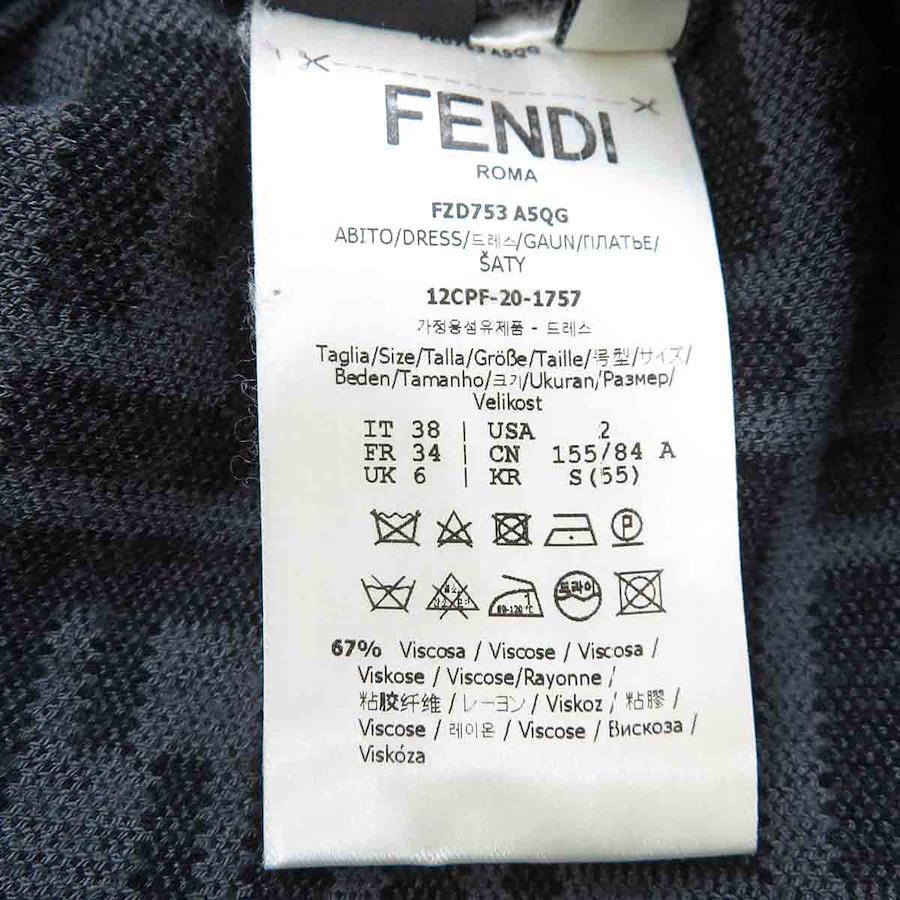 FENDI
ROMA
FZD753 A5QG
ABITO/DRESS/드레스/GAUN/ПЛАТЬЕ/
ŠATY
12CPF-20-1757
가정용섬유제품 - 드레스
Taglia/Size/Talla/Größe/Taille/号型/サイズ/
Beden/Tamanho/크기/Ukuran/Размер/
Velikost
IT 38 | USA 2
FR 34 | CN 155/84 A
UK 6 | KR S(55)
P
드라이
80-120℃
67% Viscosa / Viscose / Viscosa /
Viskose / Viscose/Rayonne /
粘胶纤维 / レーヨン / Viskoz / 粘膠 /
Viscose / 레이온 / Viscose / Вискоза /
Viskóza